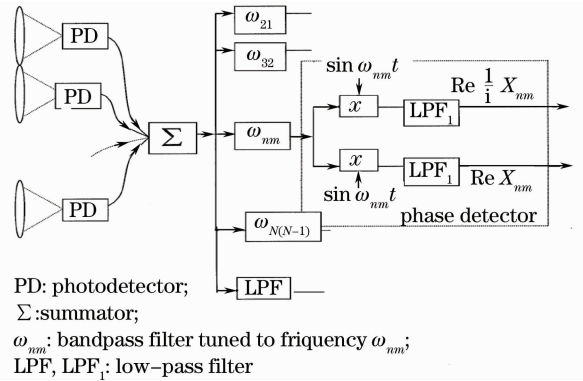 PD
PD
PD
Σ
ω21
ω32
ωnm
ωN(N−1)
LPF
sin ωnmt
x
LPF1
Re 1/i Xnm
x
LPF1
Re Xnm
sin ωnmt
phase detector
PD: photodetector;
Σ:summator;
ωnm: bandpass filter tuned to friquency ωnm;
LPF, LPF1: low−pass filter